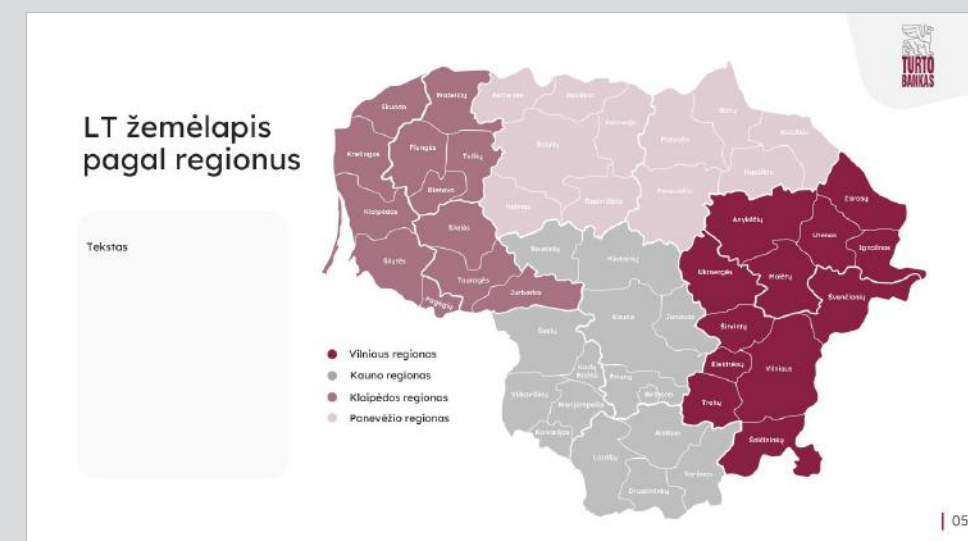 TURTO
BANKAS
LT žemėlapis
pagal regionus
Tekstas
Skuodo
Mažeikių
Kretingos
Plungės
Telšių
Rietavo
Klaipėdos
Šilalės
Šilutės
Tauragės
Pagėgių
Jurbarko
Akmenės
Joniškio
Šiaulių
Pakruojo
Kelmės
Radviliškio
Pasvalio
Biržų
Rokiškio
Kupiškio
Panevėžio
Zarasų
Anykščių
Utenos
Ignalinos
Ukmergės
Molėtų
Švenčionių
Širvintų
Elektrėnų
Vilniaus
Trakų
Šalčininkų
Raseinių
Kėdainių
Kauno
Jonavos
Šakių
Kazlų
Rūdos
Prienų
Birštono
Vilkaviškio
Marijampolės
Kalvarijos
Alytaus
Lazdijų
Varėnos
Druskininkų
Vilniaus regionas
Kauno regionas
Klaipėdos regionas
Panevėžio regionas
05